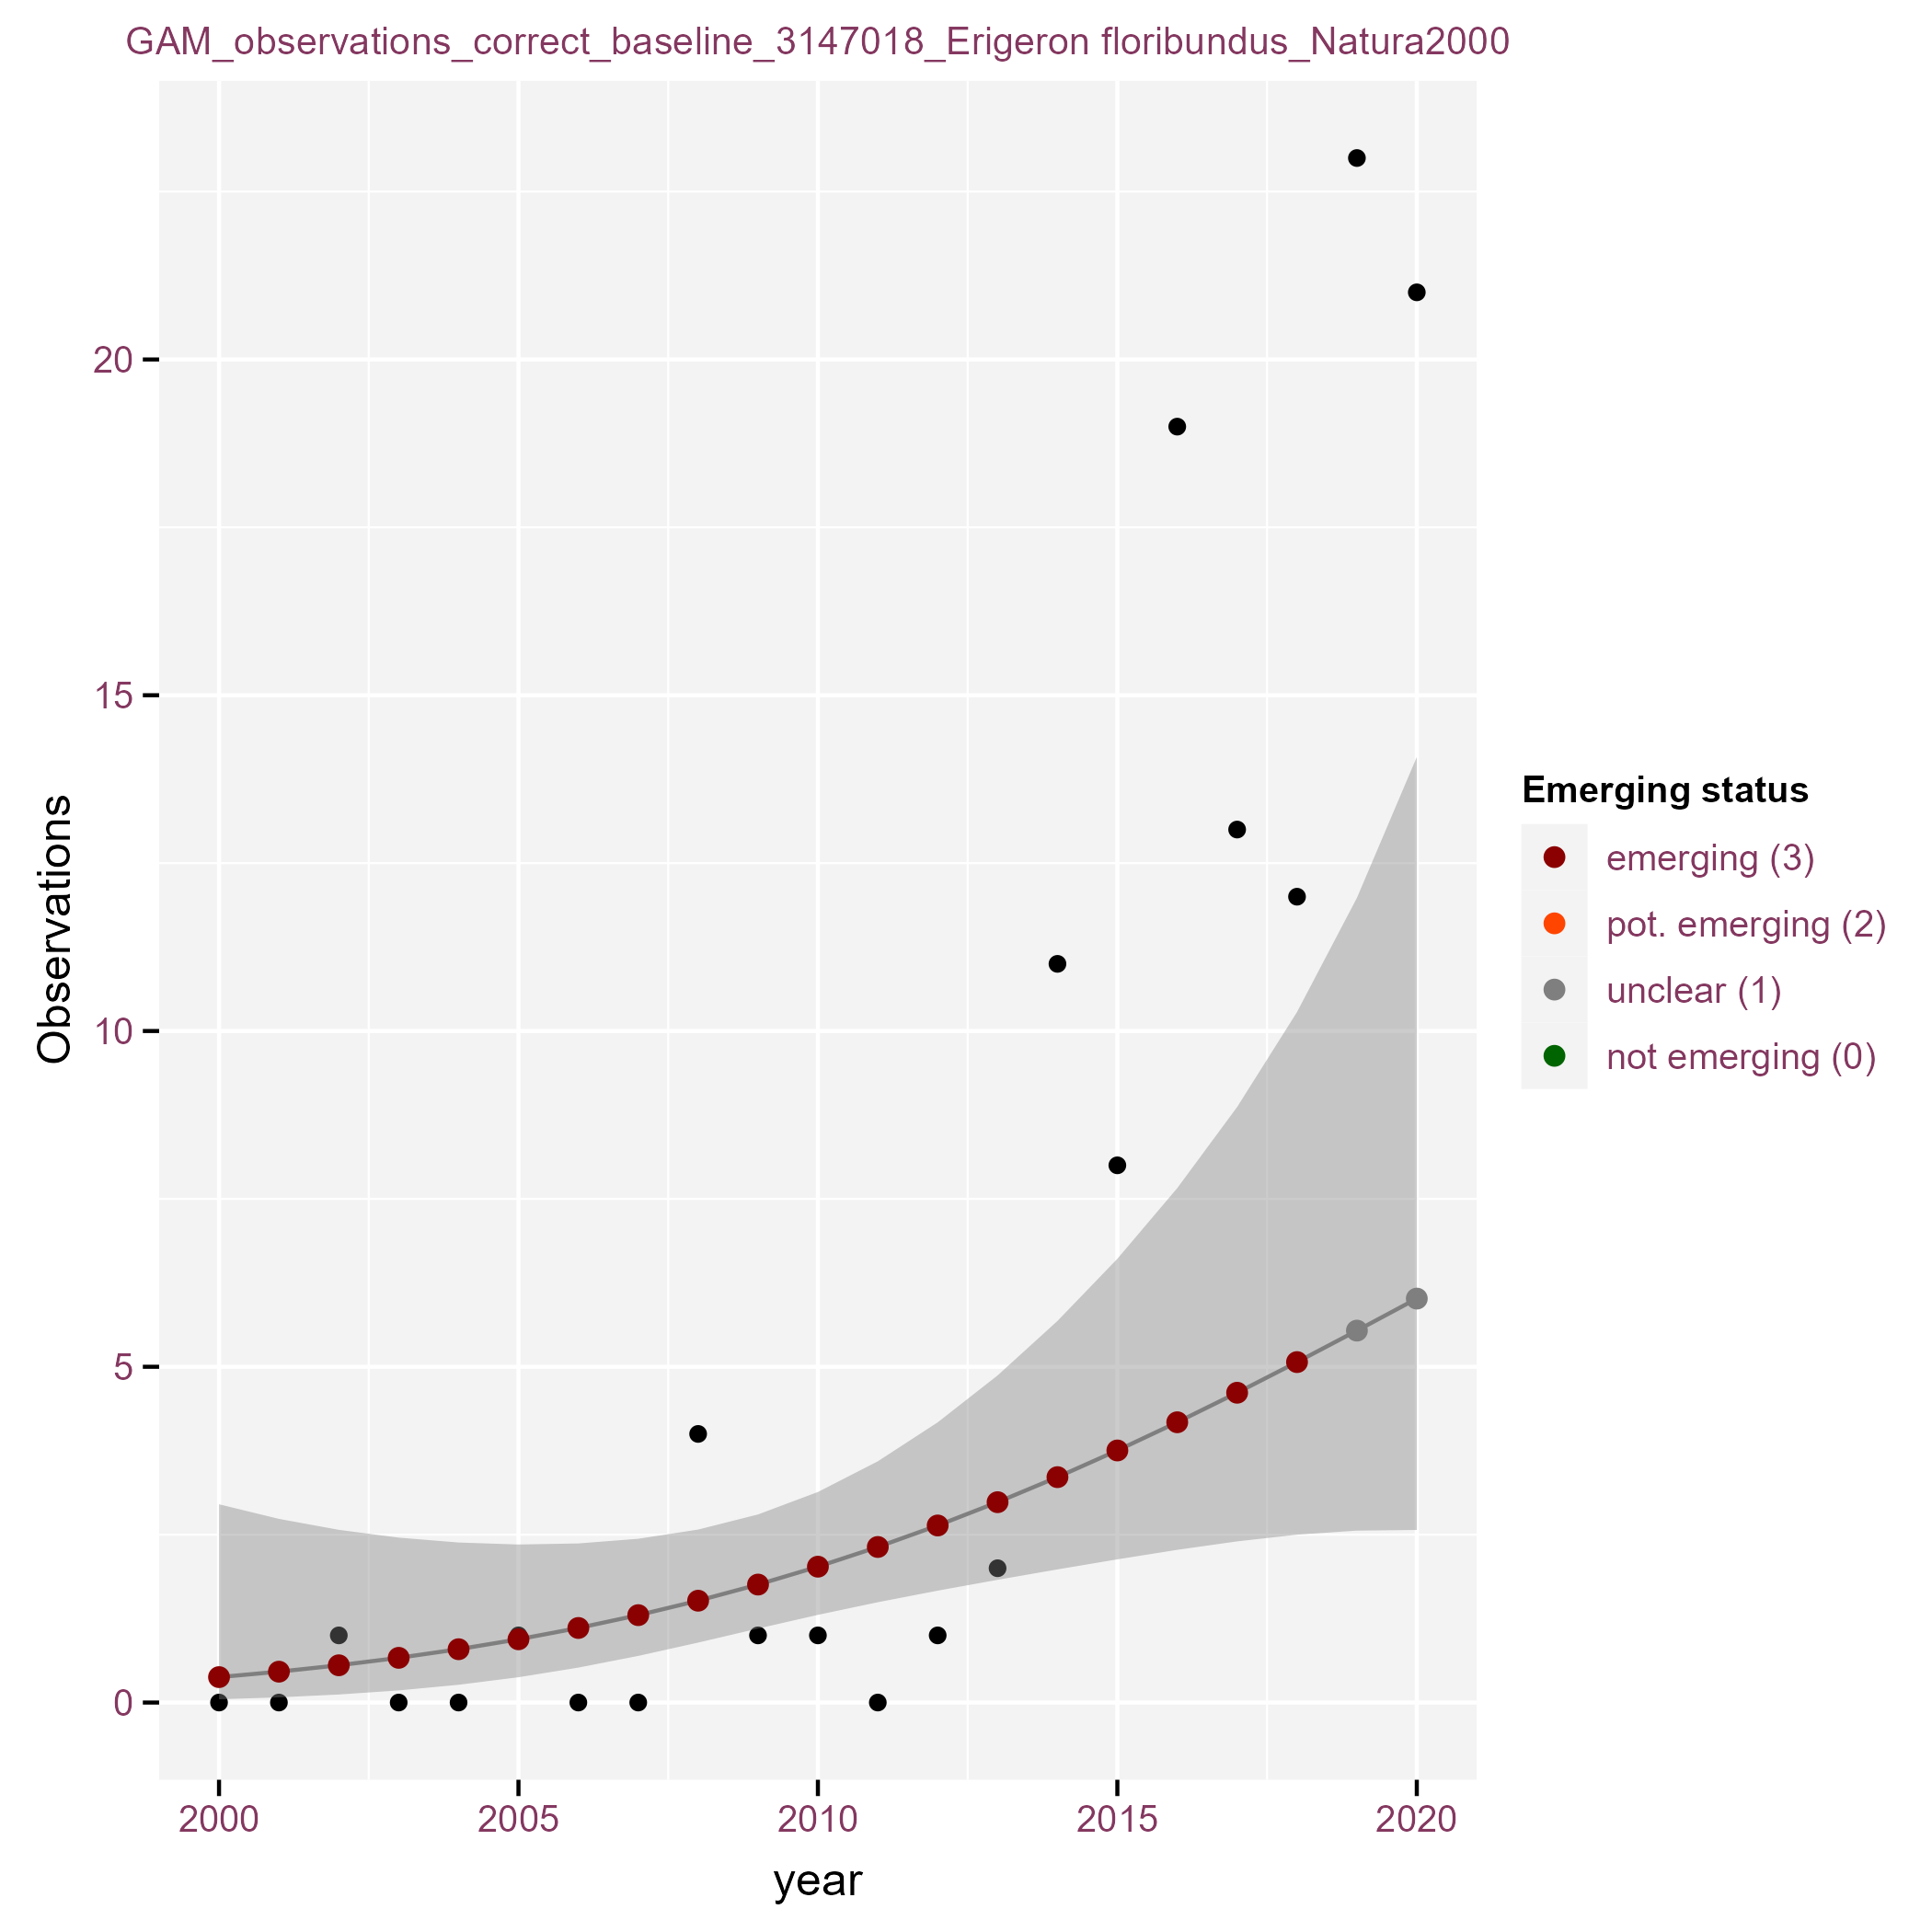 GAM_observations_correct_baseline_3147018_Erigeron floribundus_Natura2000
Observations
20
15
10
5
0
2000 2005 2010 2015 2020
year
Emerging status
emerging (3)
pot. emerging (2)
unclear (1)
not emerging (0)